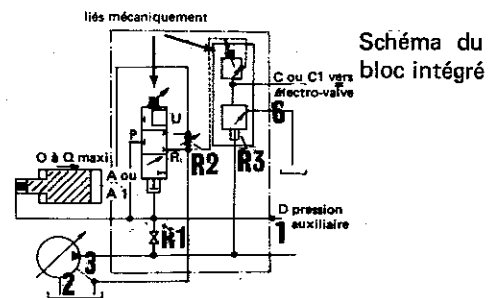 liés mécaniquement
Schéma du
bloc intégré
C ou C1 vers
électro-valve
6
U
P
R
R2
R3
O à Q maxi
A ou
A1
D pression
auxiliaire
1
R1
3
2